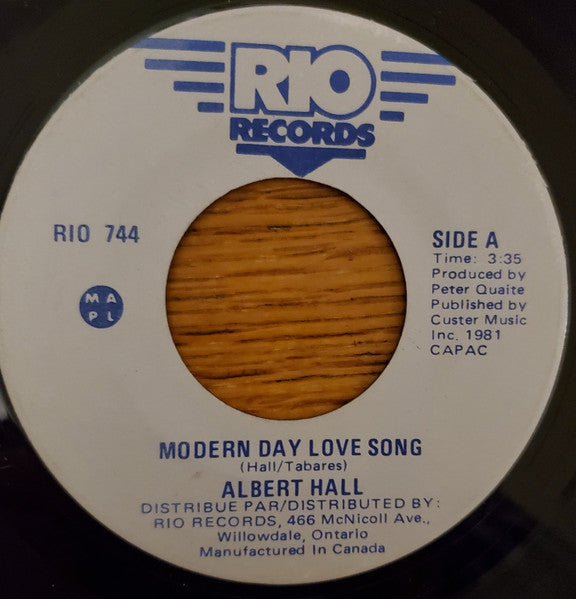 RIO
RECORDS
RIO 744
MA
PL
SIDE A
Time: 3:35
Produced by
Peter Quaite
Published by
Custer Music
Inc. 1981
CAPAC
MODERN DAY LOVE SONG
(Hall/Tabares)
ALBERT HALL
DISTRIBUE PAR/DISTRIBUTED BY:
RIO RECORDS, 466 McNicoll Ave.,
Willowdale, Ontario
Manufactured In Canada